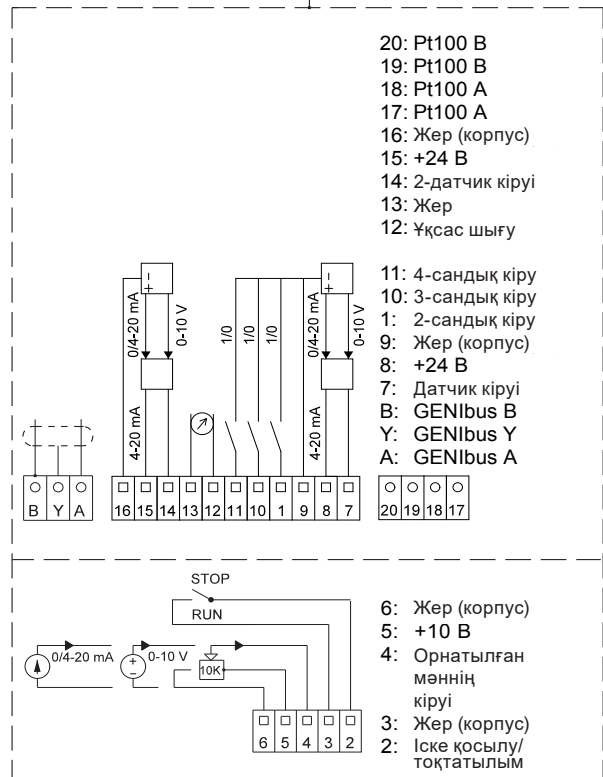 20: Pt100 B
19: Pt100 B
18: Pt100 A
17: Pt100 A
16: Жер (корпус)
15: +24 В
14: 2-датчик кіруі
13: Жер
12: Ұқсас шығу
11: 4-сандық кіру
10: 3-сандық кіру
1: 2-сандық кіру
9: Жер (корпус)
8: +24 В
7: Датчик кіруі
B: GENIbus B
Y: GENIbus Y
A: GENIbus A
- +
0/4-20 mA
0-10 V
4-20 mA
1/0 1/0 1/0
- +
0/4-20 mA
0-10 V
4-20 mA
B Y A
16 15 14 13 12 11 10 1 9 8 7
20 19 18 17
STOP
RUN
0/4-20 mA
+ -
0-10 V
10K
6 5 4 3 2
6: Жер (корпус)
5: +10 В
4: Орнатылған
мәннің
кіруі
3: Жер (корпус)
2: Іске қосылу/
тоқтатылым